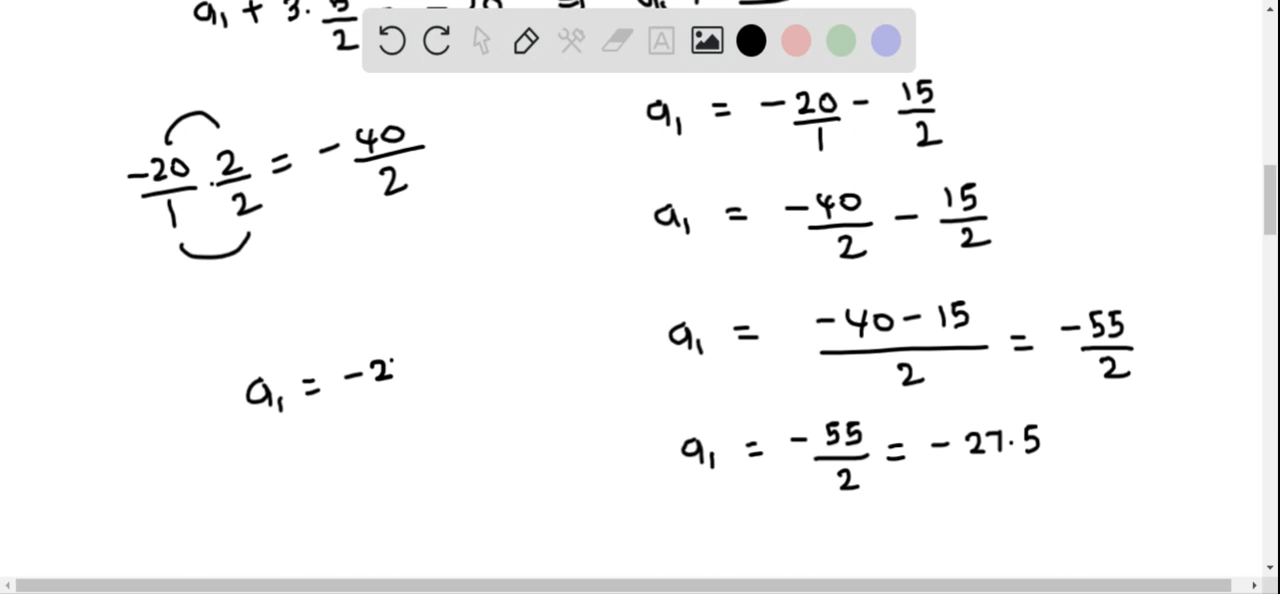 a₁ + 3. 5/2
-20/1 . 2/2 = - 40/2
a₁ = -2
a₁ = - 20/1 - 15/2
a₁ = -40/2 - 15/2
a₁ = -40 - 15/2 = -55/2
a₁ = - 55/2 = - 27.5
A